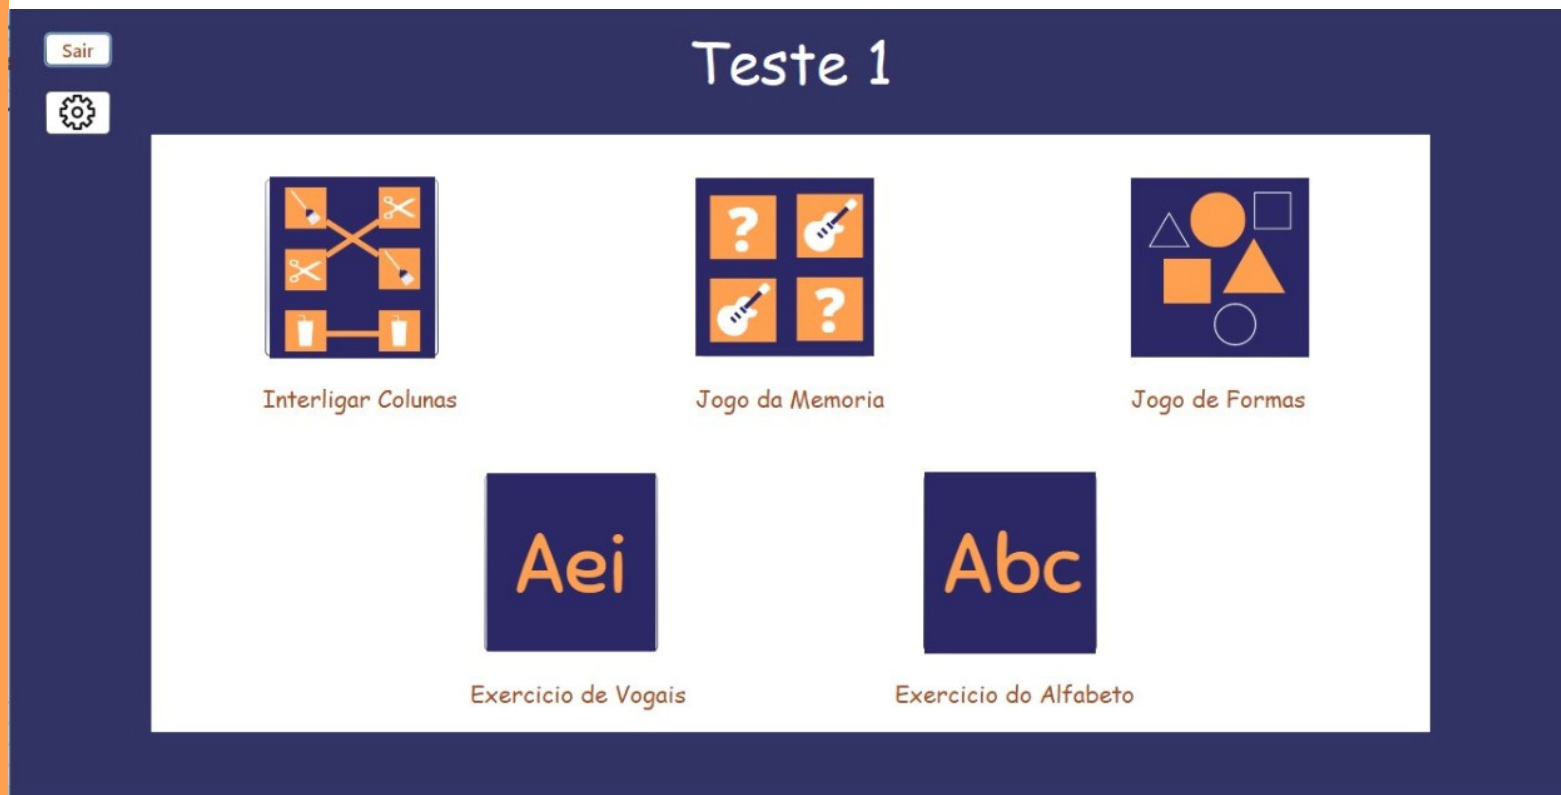 Sair
Teste 1
? 
?
Interligar Colunas
Jogo da Memoria
Jogo de Formas
Aei
Abc
Exercicio de Vogais
Exercicio do Alfabeto